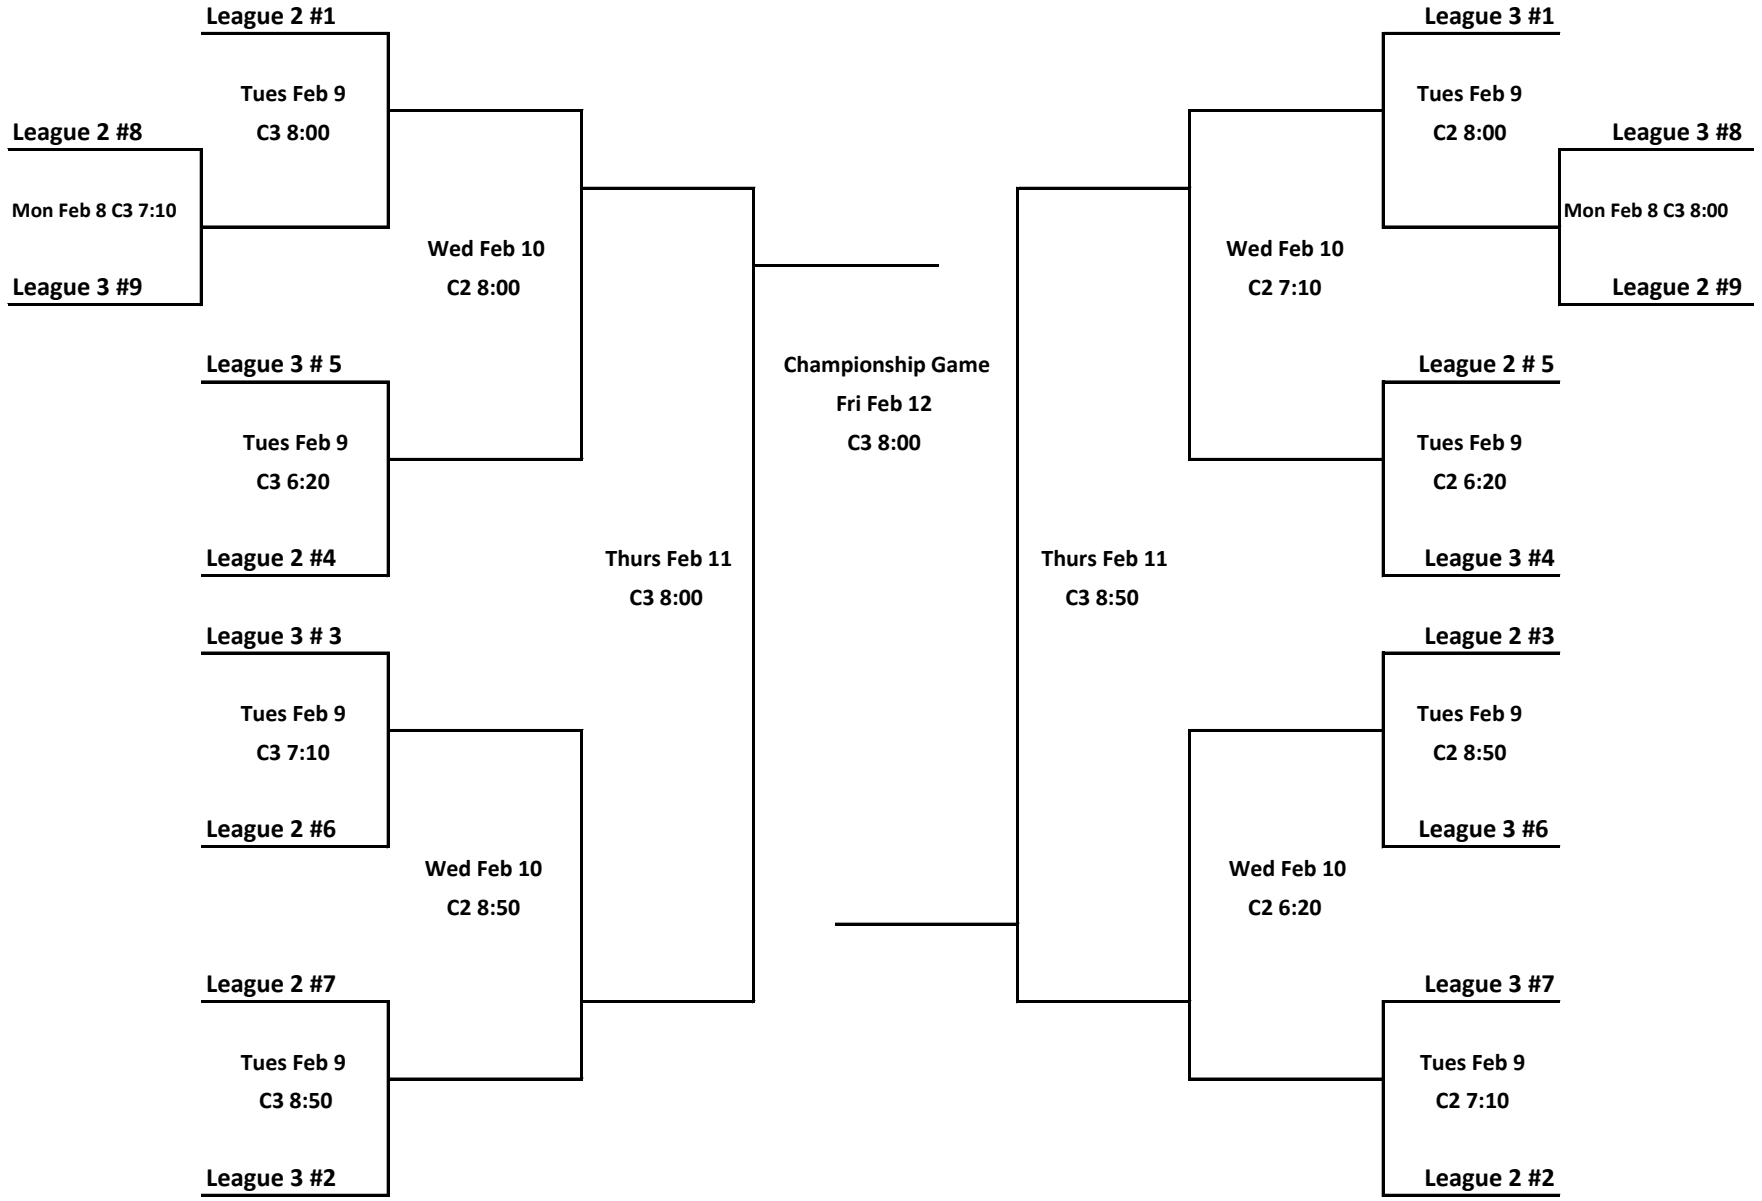 League 2 #1
League 3 #1
Tues Feb 9
C3 8:00
Tues Feb 9
C2 8:00
League 2 #8
League 3 #8
Mon Feb 8 C3 7:10
Mon Feb 8 C3 8:00
Wed Feb 10
C2 8:00
Wed Feb 10
C2 7:10
League 3 #9
League 2 #9
League 3 # 5
Championship Game
Fri Feb 12
C3 8:00
League 2 # 5
Tues Feb 9
C3 6:20
Tues Feb 9
C2 6:20
League 2 #4
Thurs Feb 11
C3 8:00
Thurs Feb 11
C3 8:50
League 3 #4
League 3 # 3
League 2 #3
Tues Feb 9
C3 7:10
Tues Feb 9
C2 8:50
League 2 #6
League 3 #6
Wed Feb 10
C2 8:50
Wed Feb 10
C2 6:20
League 2 #7
League 3 #7
Tues Feb 9
C3 8:50
Tues Feb 9
C2 7:10
League 3 #2
League 2 #2